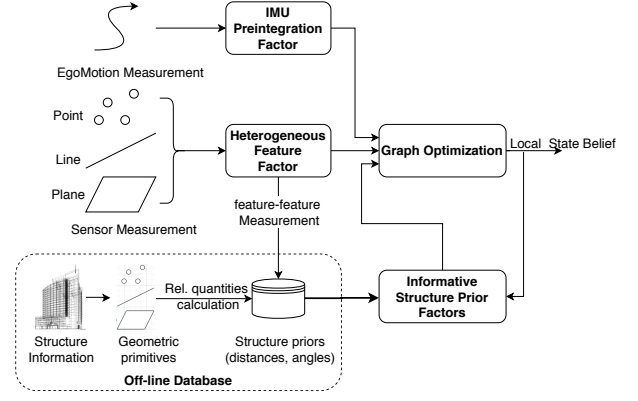 IMU
Preintegration
Factor
EgoMotion Measurement
Point
Line
Plane
Sensor Measurement
Heterogeneous
Feature
Factor
Graph Optimization
Local State Belief
feature-feature
Measurement
Rel. quantities
calculation
Structure
Information
Geometric
primitives
Structure priors
(distances, angles)
Off-line Database
Informative
Structure Prior
Factors